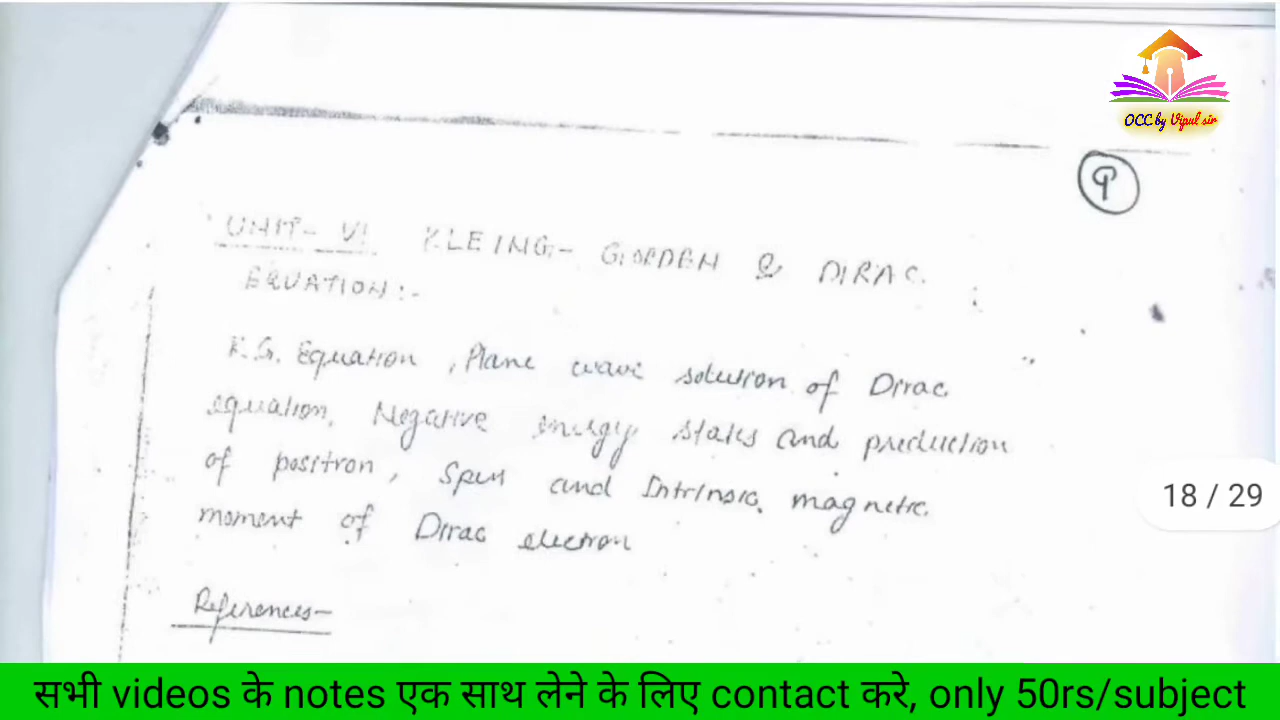 OCC by Vipul sir
9
UNIT- VI KLEING- GORDEN & DIRAC
EQUATION:-
K.G. Equation, Plane wave solution of Dirac
equation, Negative energy states and production
of positron, Spin and Intrinsic magnetic
moment of Dirac electron
18 / 29
References-
सभी videos के notes एक साथ लेने के लिए contact करे, only 50rs/subject